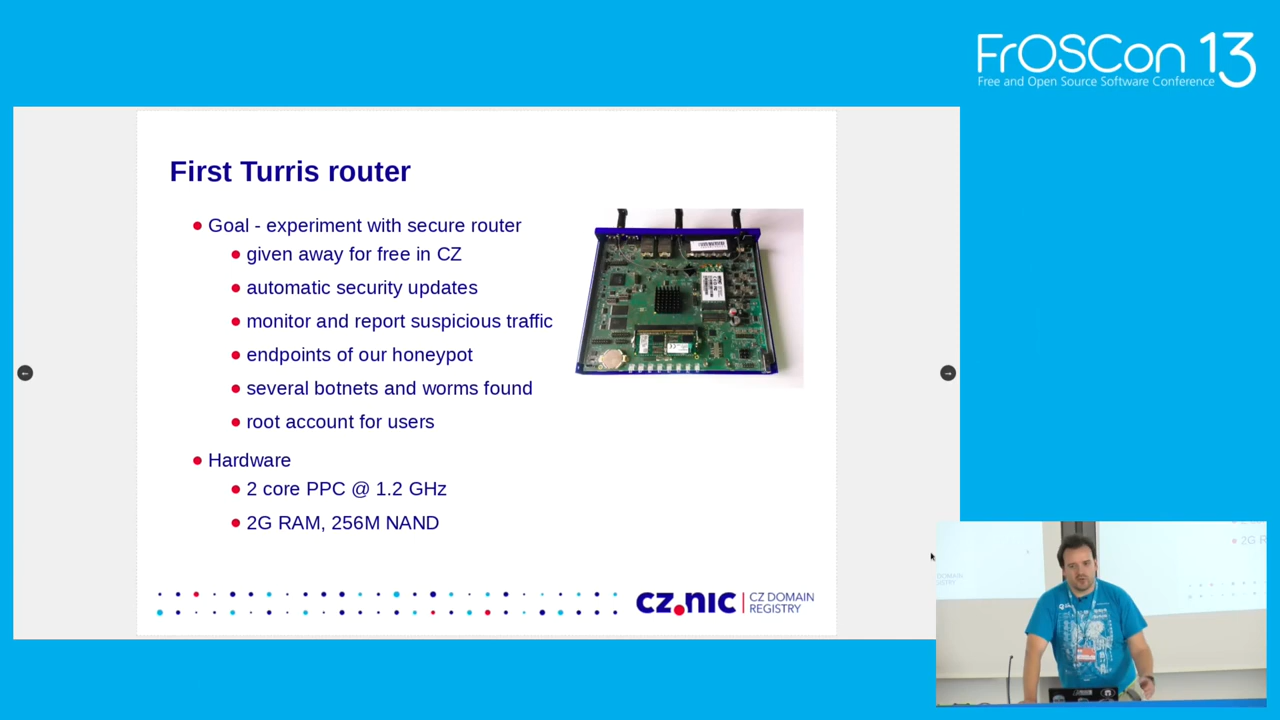 FrOSCon 13
Free and Open Source Software Conference
First Turris router
Goal - experiment with secure router
given away for free in CZ
automatic security updates
monitor and report suspicious traffic
endpoints of our honeypot
several botnets and worms found
root account for users
Hardware
2 core PPC @ 1.2 GHz
2G RAM, 256M NAND
CZ.NIC | CZ DOMAIN
REGISTRY
2G R